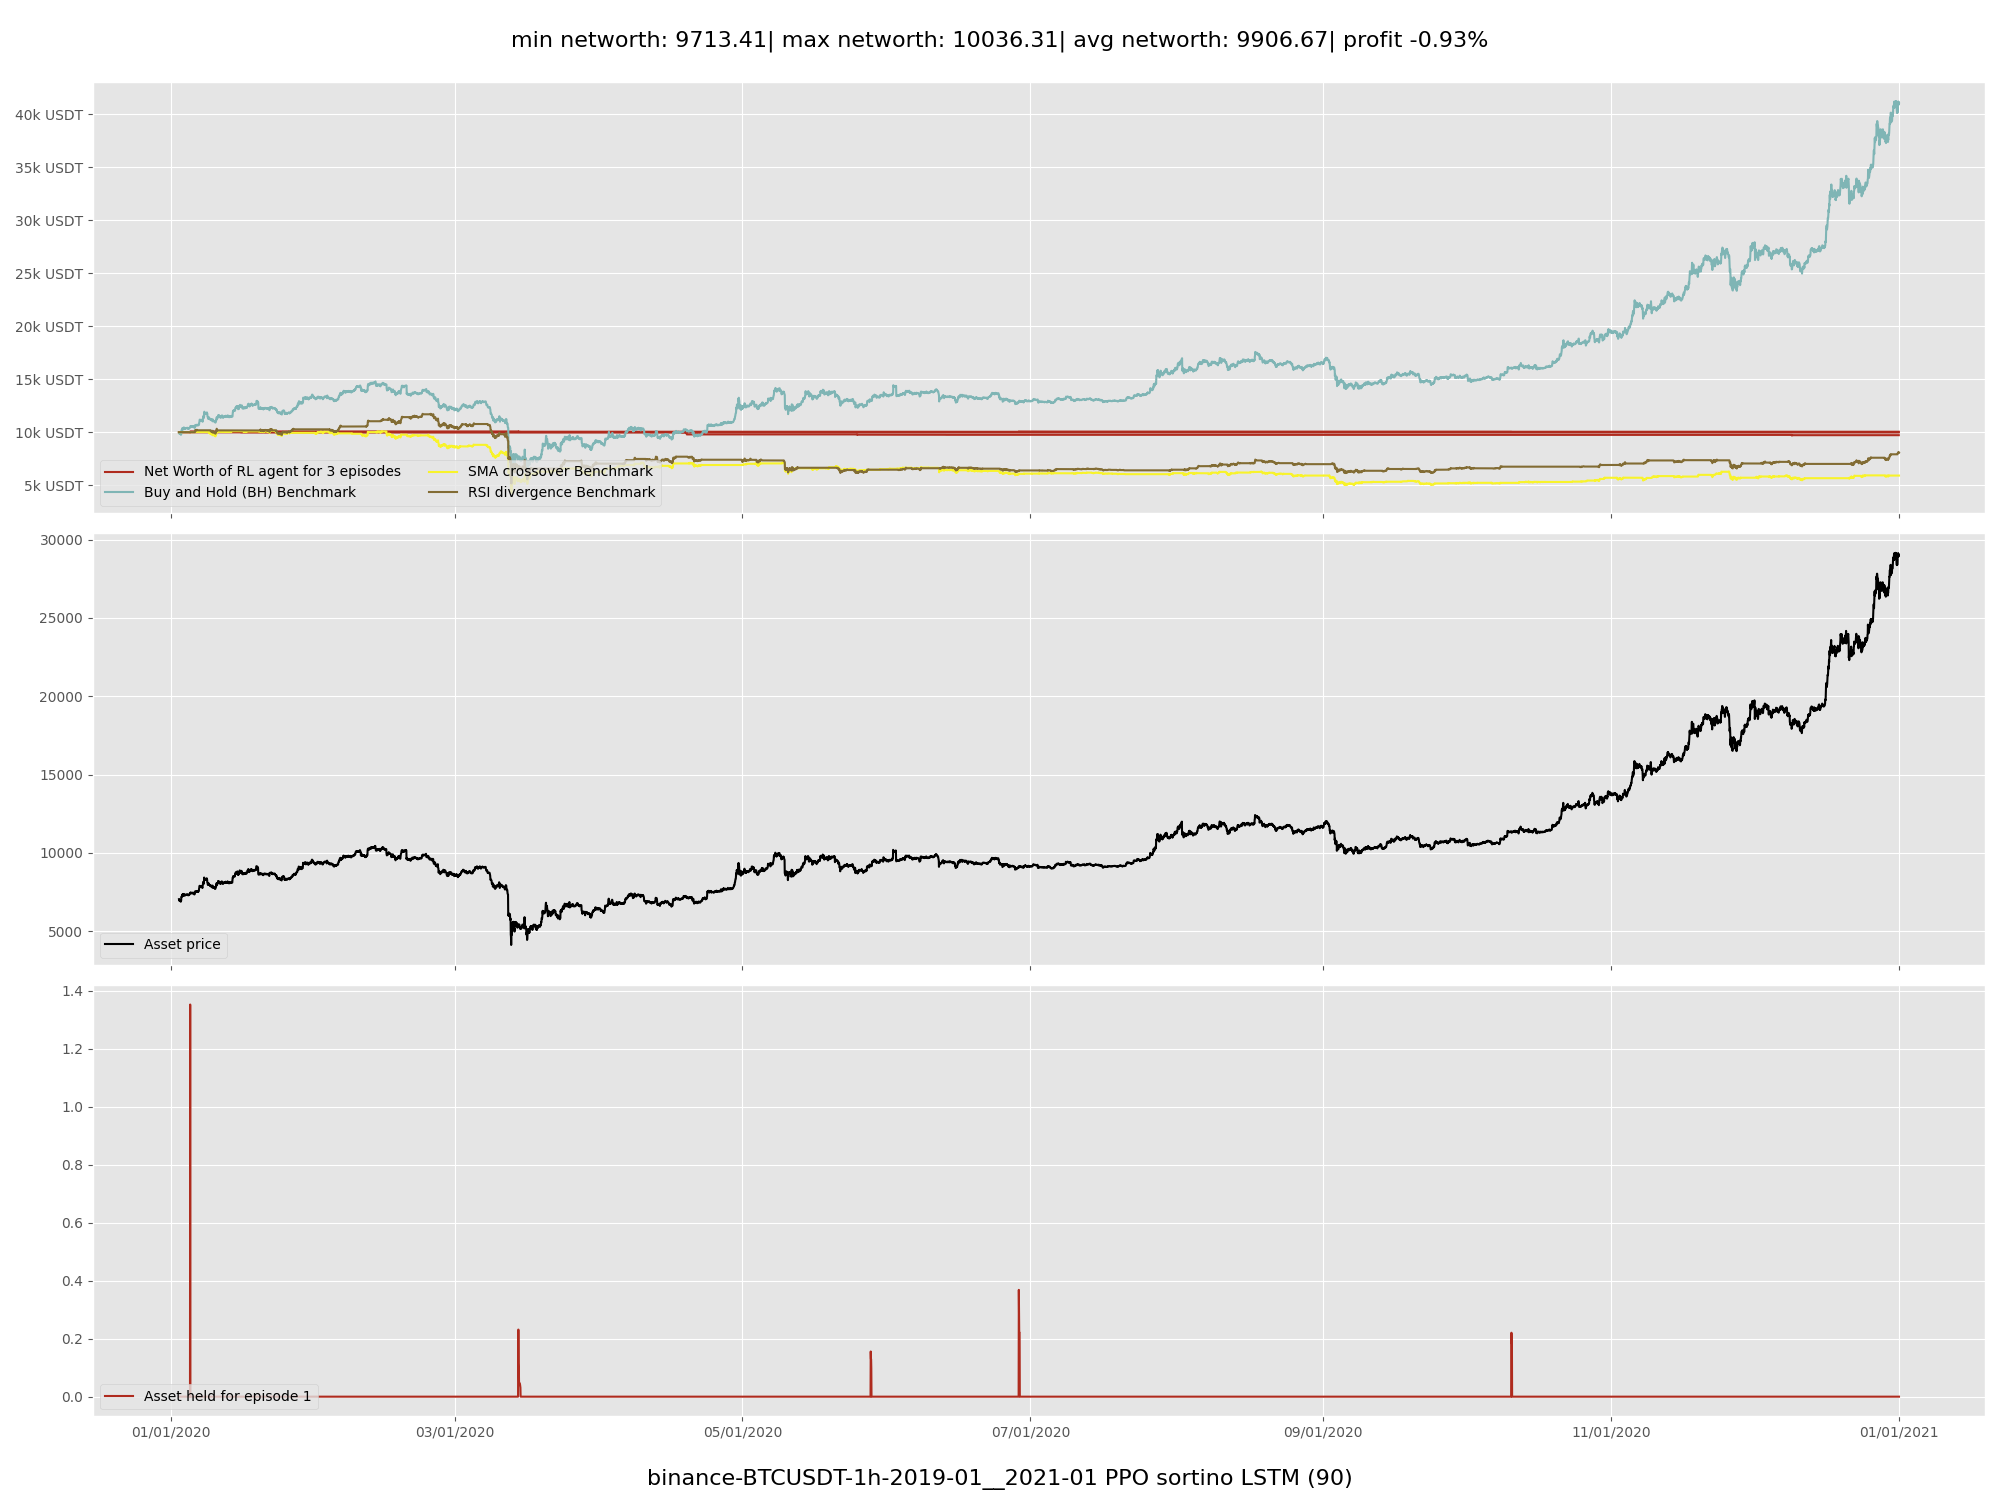 min networth: 9713.41| max networth: 10036.31| avg networth: 9906.67| profit -0.93%
40k USDT
35k USDT
30k USDT
25k USDT
20k USDT
15k USDT
10k USDT
5k USDT
Net Worth of RL agent for 3 episodes
Buy and Hold (BH) Benchmark
SMA crossover Benchmark
RSI divergence Benchmark
30000
25000
20000
15000
10000
5000
Asset price
1.4
1.2
1.0
0.8
0.6
0.4
0.2
0.0
Asset held for episode 1
01/01/2020 03/01/2020 05/01/2020 07/01/2020 09/01/2020 11/01/2020 01/01/2021
binance-BTCUSDT-1h-2019-01__2021-01 PPO sortino LSTM (90)